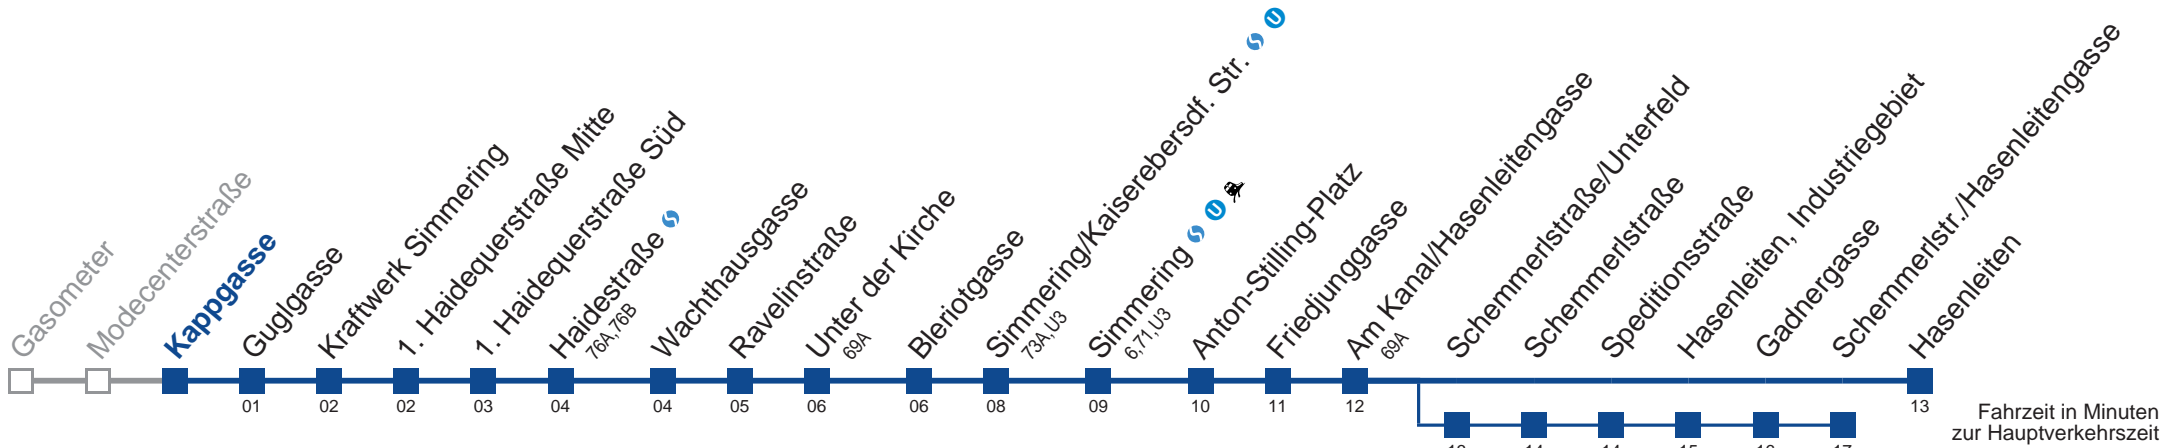 Gasometer
Modecenterstraße
Kappgasse
Guglgasse
01
Kraftwerk Simmering
02
1. Haidequerstraße Mitte
02
1. Haidequerstraße Süd
03
Haidestraße
76A, 76B
04
Wachthausgasse
04
Ravelinstraße
05
Unter der Kirche
69A
06
Bleriotgasse
06
Simmering/Kaiserebersdf. Str. U
73A, U3
08
Simmering U
6, 71, U3
09
Anton-Stilling-Platz
10
Friedjunggasse
11
Am Kanal/Hasenleitengasse
69A
12
Schemmerlstraße/Unterfeld
Schemmerlstraße
Speditionsstraße
Hasenleiten, Industriegebiet
Gadnergasse
Schemmerlstr./Hasenleitengasse
Hasenleiten
13
Fahrzeit in Minuten
zur Hauptverkehrszeit